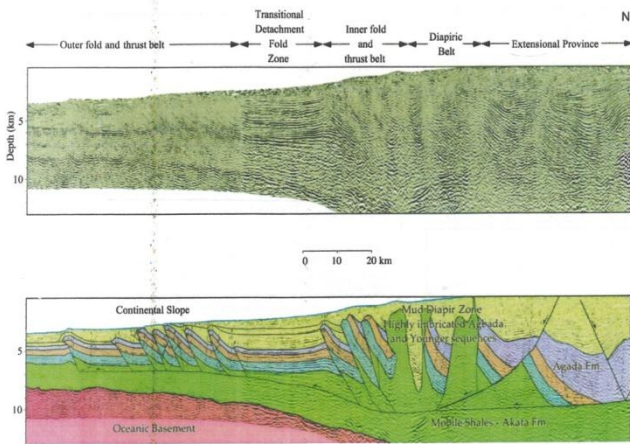 Transitional
Detachment
Fold
Zone
Outer fold and thrust belt
Inner fold
and
thrust belt
Diapiric
Belt
Extensional Province
N
Depth (km)
5
10
0 10 20 km
Continental Slope
Mud Diapir Zone
Highly imbricated Agbada
and Younger sequences
5
Agada Fm
10
Oceanic Basement
Mobile Shales - Akata Fm